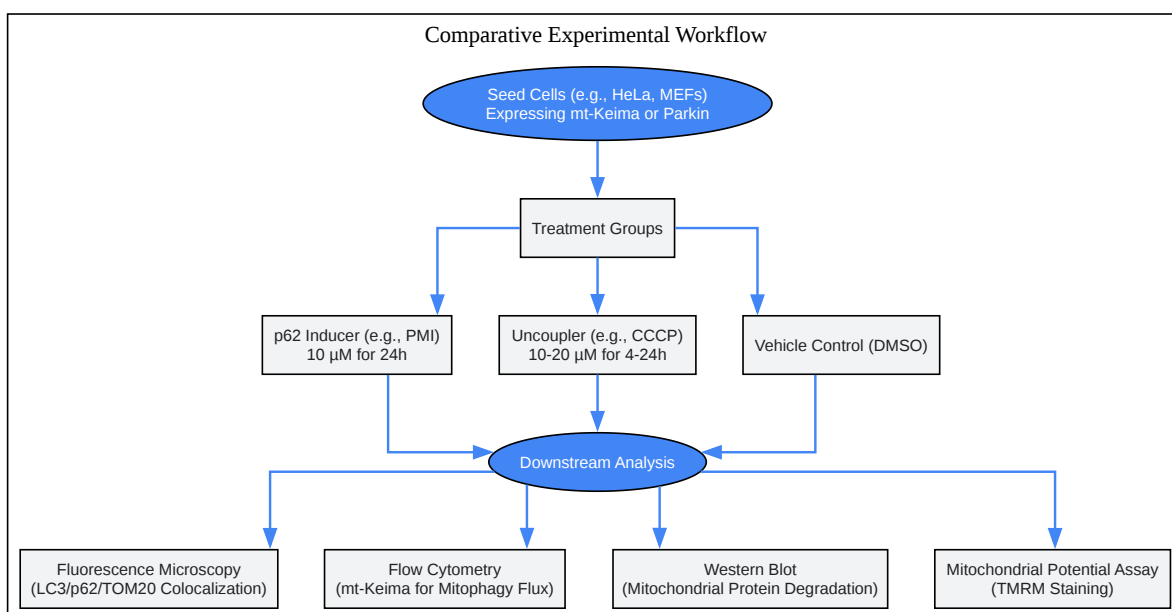 Comparative Experimental Workflow
Seed Cells (e.g., HeLa, MEFs)
Expressing mt-Keima or Parkin
Treatment Groups
p62 Inducer (e.g., PMI)
10 µM for 24h
Uncoupler (e.g., CCCP)
10-20 µM for 4-24h
Vehicle Control (DMSO)
Downstream Analysis
Fluorescence Microscopy
(LC3/p62/TOM20 Colocalization)
Flow Cytometry
(mt-Keima for Mitophagy Flux)
Western Blot
(Mitochondrial Protein Degradation)
Mitochondrial Potential Assay
(TMRM Staining)